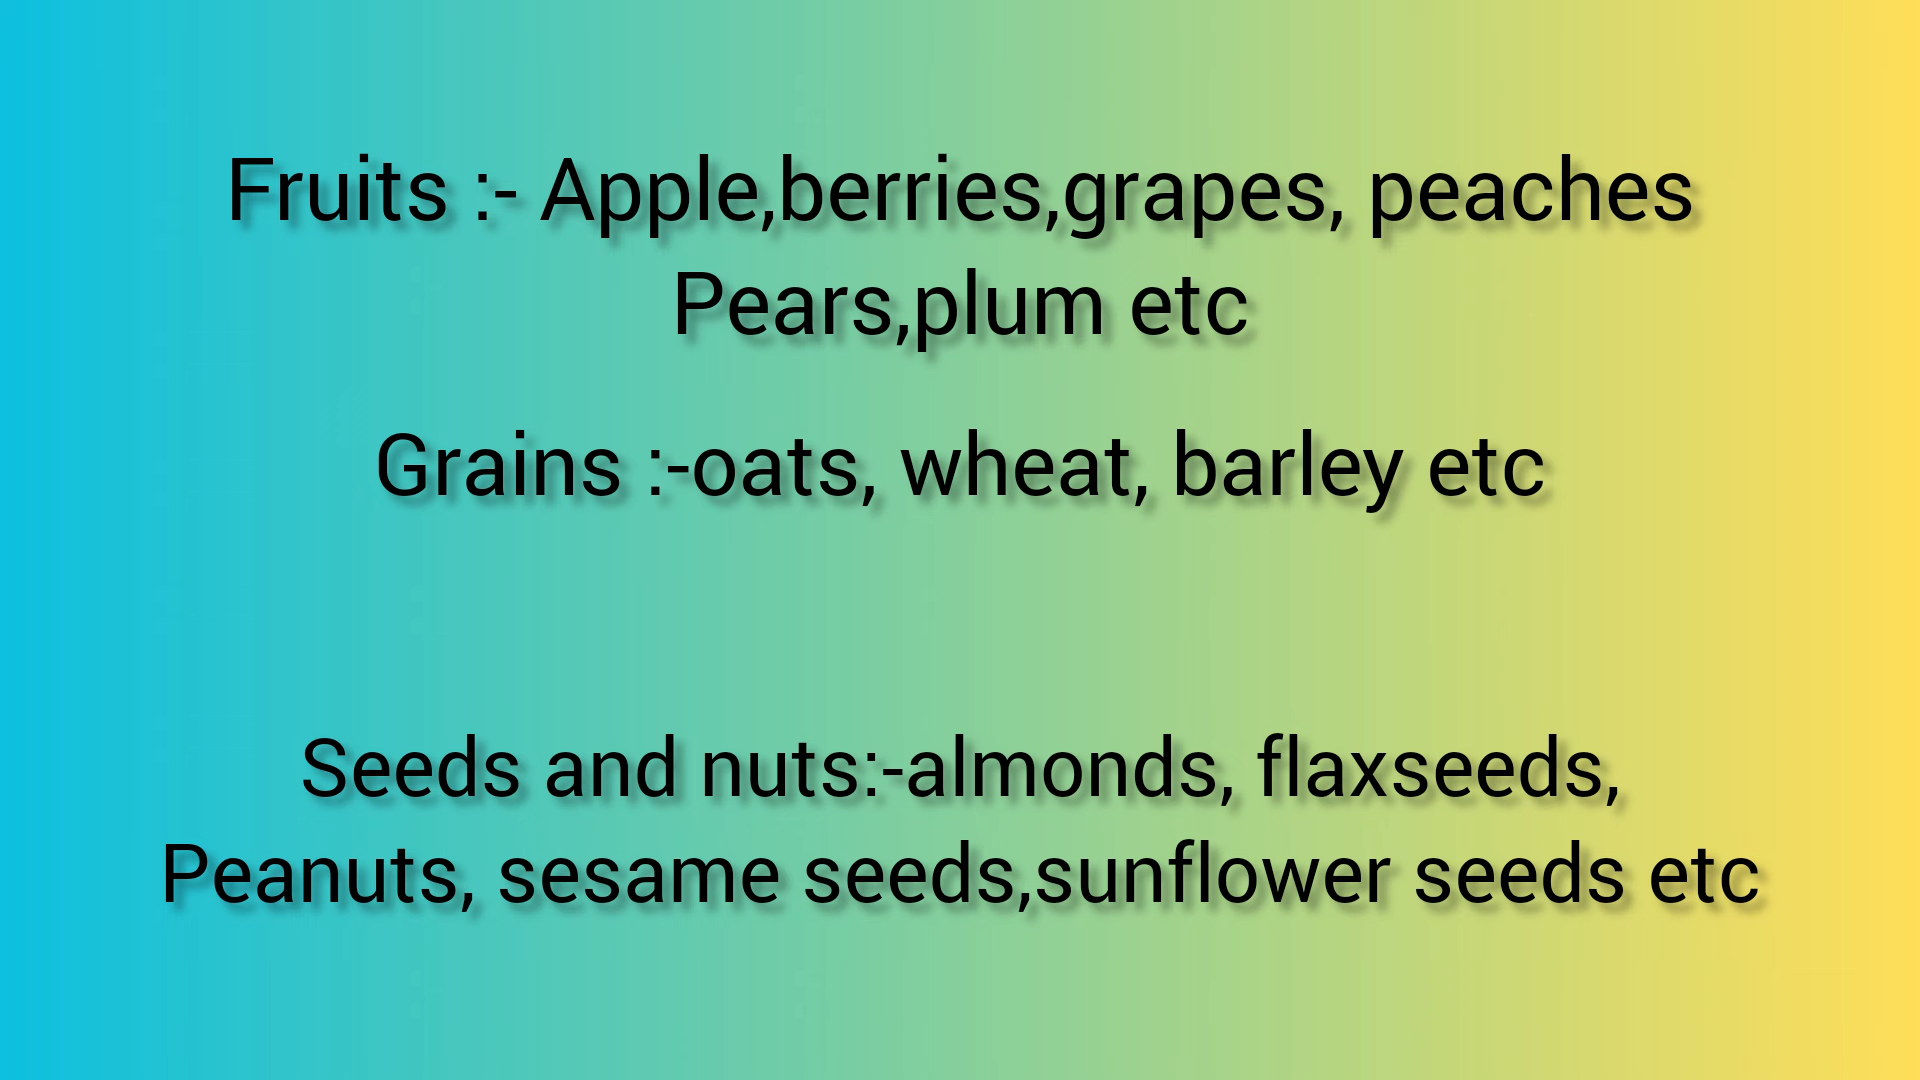 Fruits :- Apple,berries,grapes, peaches
Pears,plum etc
Grains :-oats, wheat, barley etc
Seeds and nuts:-almonds, flaxseeds,
Peanuts, sesame seeds,sunflower seeds etc